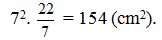 7². 22/7 = 154 (cm²).